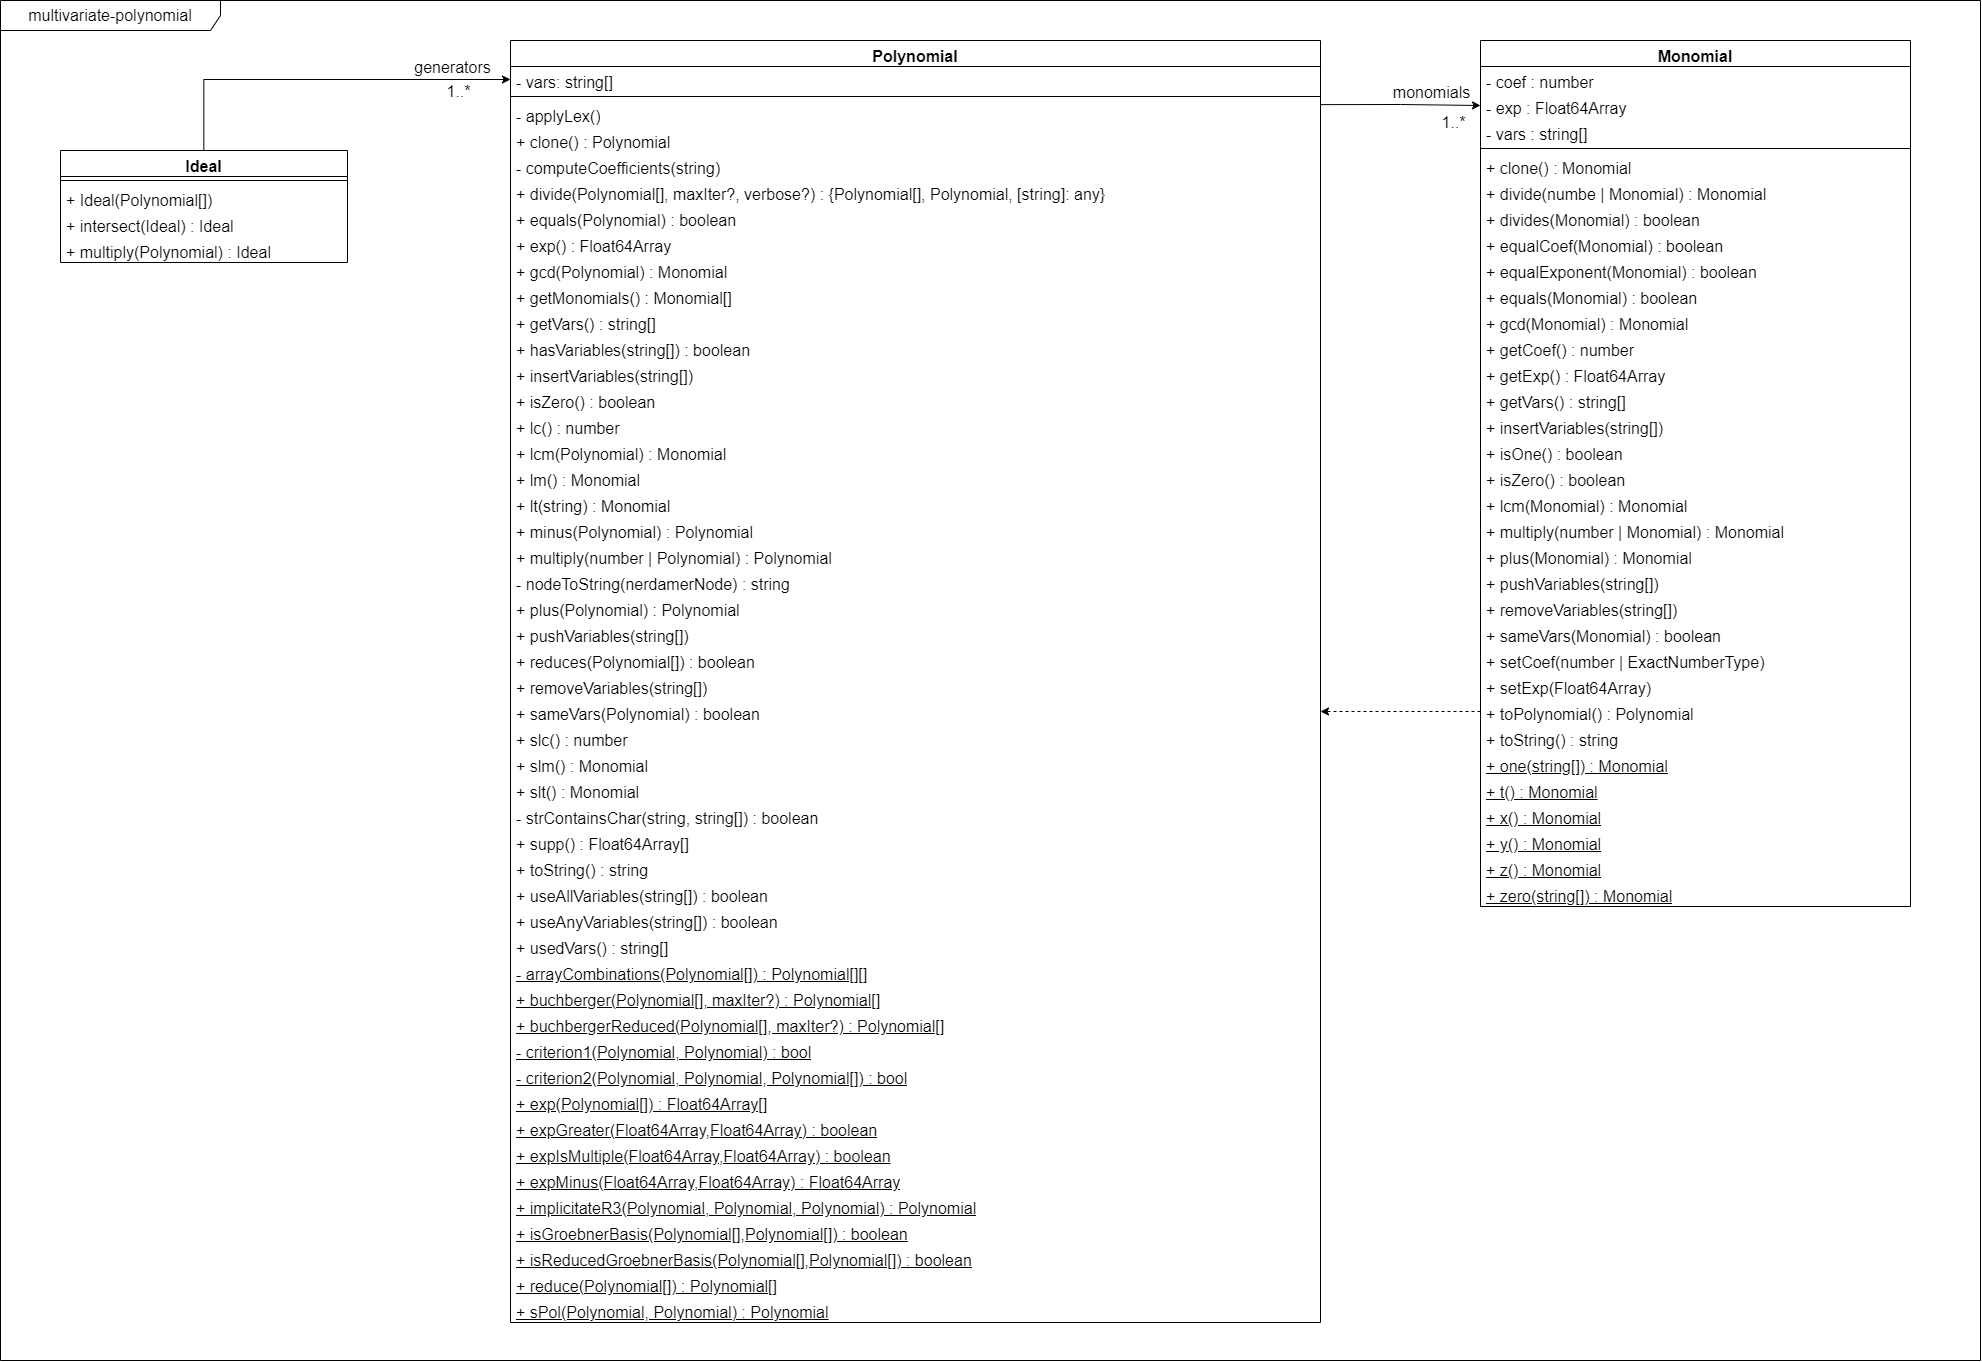 multivariate-polynomial
generators
1..*
Ideal
+ Ideal(Polynomial[])
+ intersect(Ideal) : Ideal
+ multiply(Polynomial) : Ideal
Polynomial
- vars: string[]
- applyLex()
+ clone() : Polynomial
- computeCoefficients(string)
+ divide(Polynomial[], maxIter?, verbose?) : {Polynomial[], Polynomial, [string]: any}
+ equals(Polynomial) : boolean
+ exp() : Float64Array
+ gcd(Polynomial) : Monomial
+ getMonomials() : Monomial[]
+ getVars() : string[]
+ hasVariables(string[]) : boolean
+ insertVariables(string[])
+ isZero() : boolean
+ lc() : number
+ lcm(Polynomial) : Monomial
+ lm() : Monomial
+ lt(string) : Monomial
+ minus(Polynomial) : Polynomial
+ multiply(number | Polynomial) : Polynomial
- nodeToString(nerdamerNode) : string
+ plus(Polynomial) : Polynomial
+ pushVariables(string[])
+ reduces(Polynomial[]) : boolean
+ removeVariables(string[])
+ sameVars(Polynomial) : boolean
+ slc() : number
+ slm() : Monomial
+ slt() : Monomial
- strContainsChar(string, string[]) : boolean
+ supp() : Float64Array[]
+ toString() : string
+ useAllVariables(string[]) : boolean
+ useAnyVariables(string[]) : boolean
+ usedVars() : string[]
- arrayCombinations(Polynomial[]) : Polynomial[][]
+ buchberger(Polynomial[], maxIter?) : Polynomial[]
+ buchbergerReduced(Polynomial[], maxIter?) : Polynomial[]
- criterion1(Polynomial, Polynomial) : bool
- criterion2(Polynomial, Polynomial, Polynomial[]) : bool
+ exp(Polynomial[]) : Float64Array[]
+ expGreater(Float64Array,Float64Array) : boolean
+ expIsMultiple(Float64Array,Float64Array) : boolean
+ expMinus(Float64Array,Float64Array) : Float64Array
+ implicitateR3(Polynomial, Polynomial, Polynomial) : Polynomial
+ isGroebnerBasis(Polynomial[],Polynomial[]) : boolean
+ isReducedGroebnerBasis(Polynomial[],Polynomial[]) : boolean
+ reduce(Polynomial[]) : Polynomial[]
+ sPol(Polynomial, Polynomial) : Polynomial
monomials
1..*
Monomial
- coef : number
- exp : Float64Array
- vars : string[]
+ clone() : Monomial
+ divide(numbe | Monomial) : Monomial
+ divides(Monomial) : boolean
+ equalCoef(Monomial) : boolean
+ equalExponent(Monomial) : boolean
+ equals(Monomial) : boolean
+ gcd(Monomial) : Monomial
+ getCoef() : number
+ getExp() : Float64Array
+ getVars() : string[]
+ insertVariables(string[])
+ isOne() : boolean
+ isZero() : boolean
+ lcm(Monomial) : Monomial
+ multiply(number | Monomial) : Monomial
+ plus(Monomial) : Monomial
+ pushVariables(string[])
+ removeVariables(string[])
+ sameVars(Monomial) : boolean
+ setCoef(number | ExactNumberType)
+ setExp(Float64Array)
+ toPolynomial() : Polynomial
+ toString() : string
+ one(string[]) : Monomial
+ t() : Monomial
+ x() : Monomial
+ y() : Monomial
+ z() : Monomial
+ zero(string[]) : Monomial